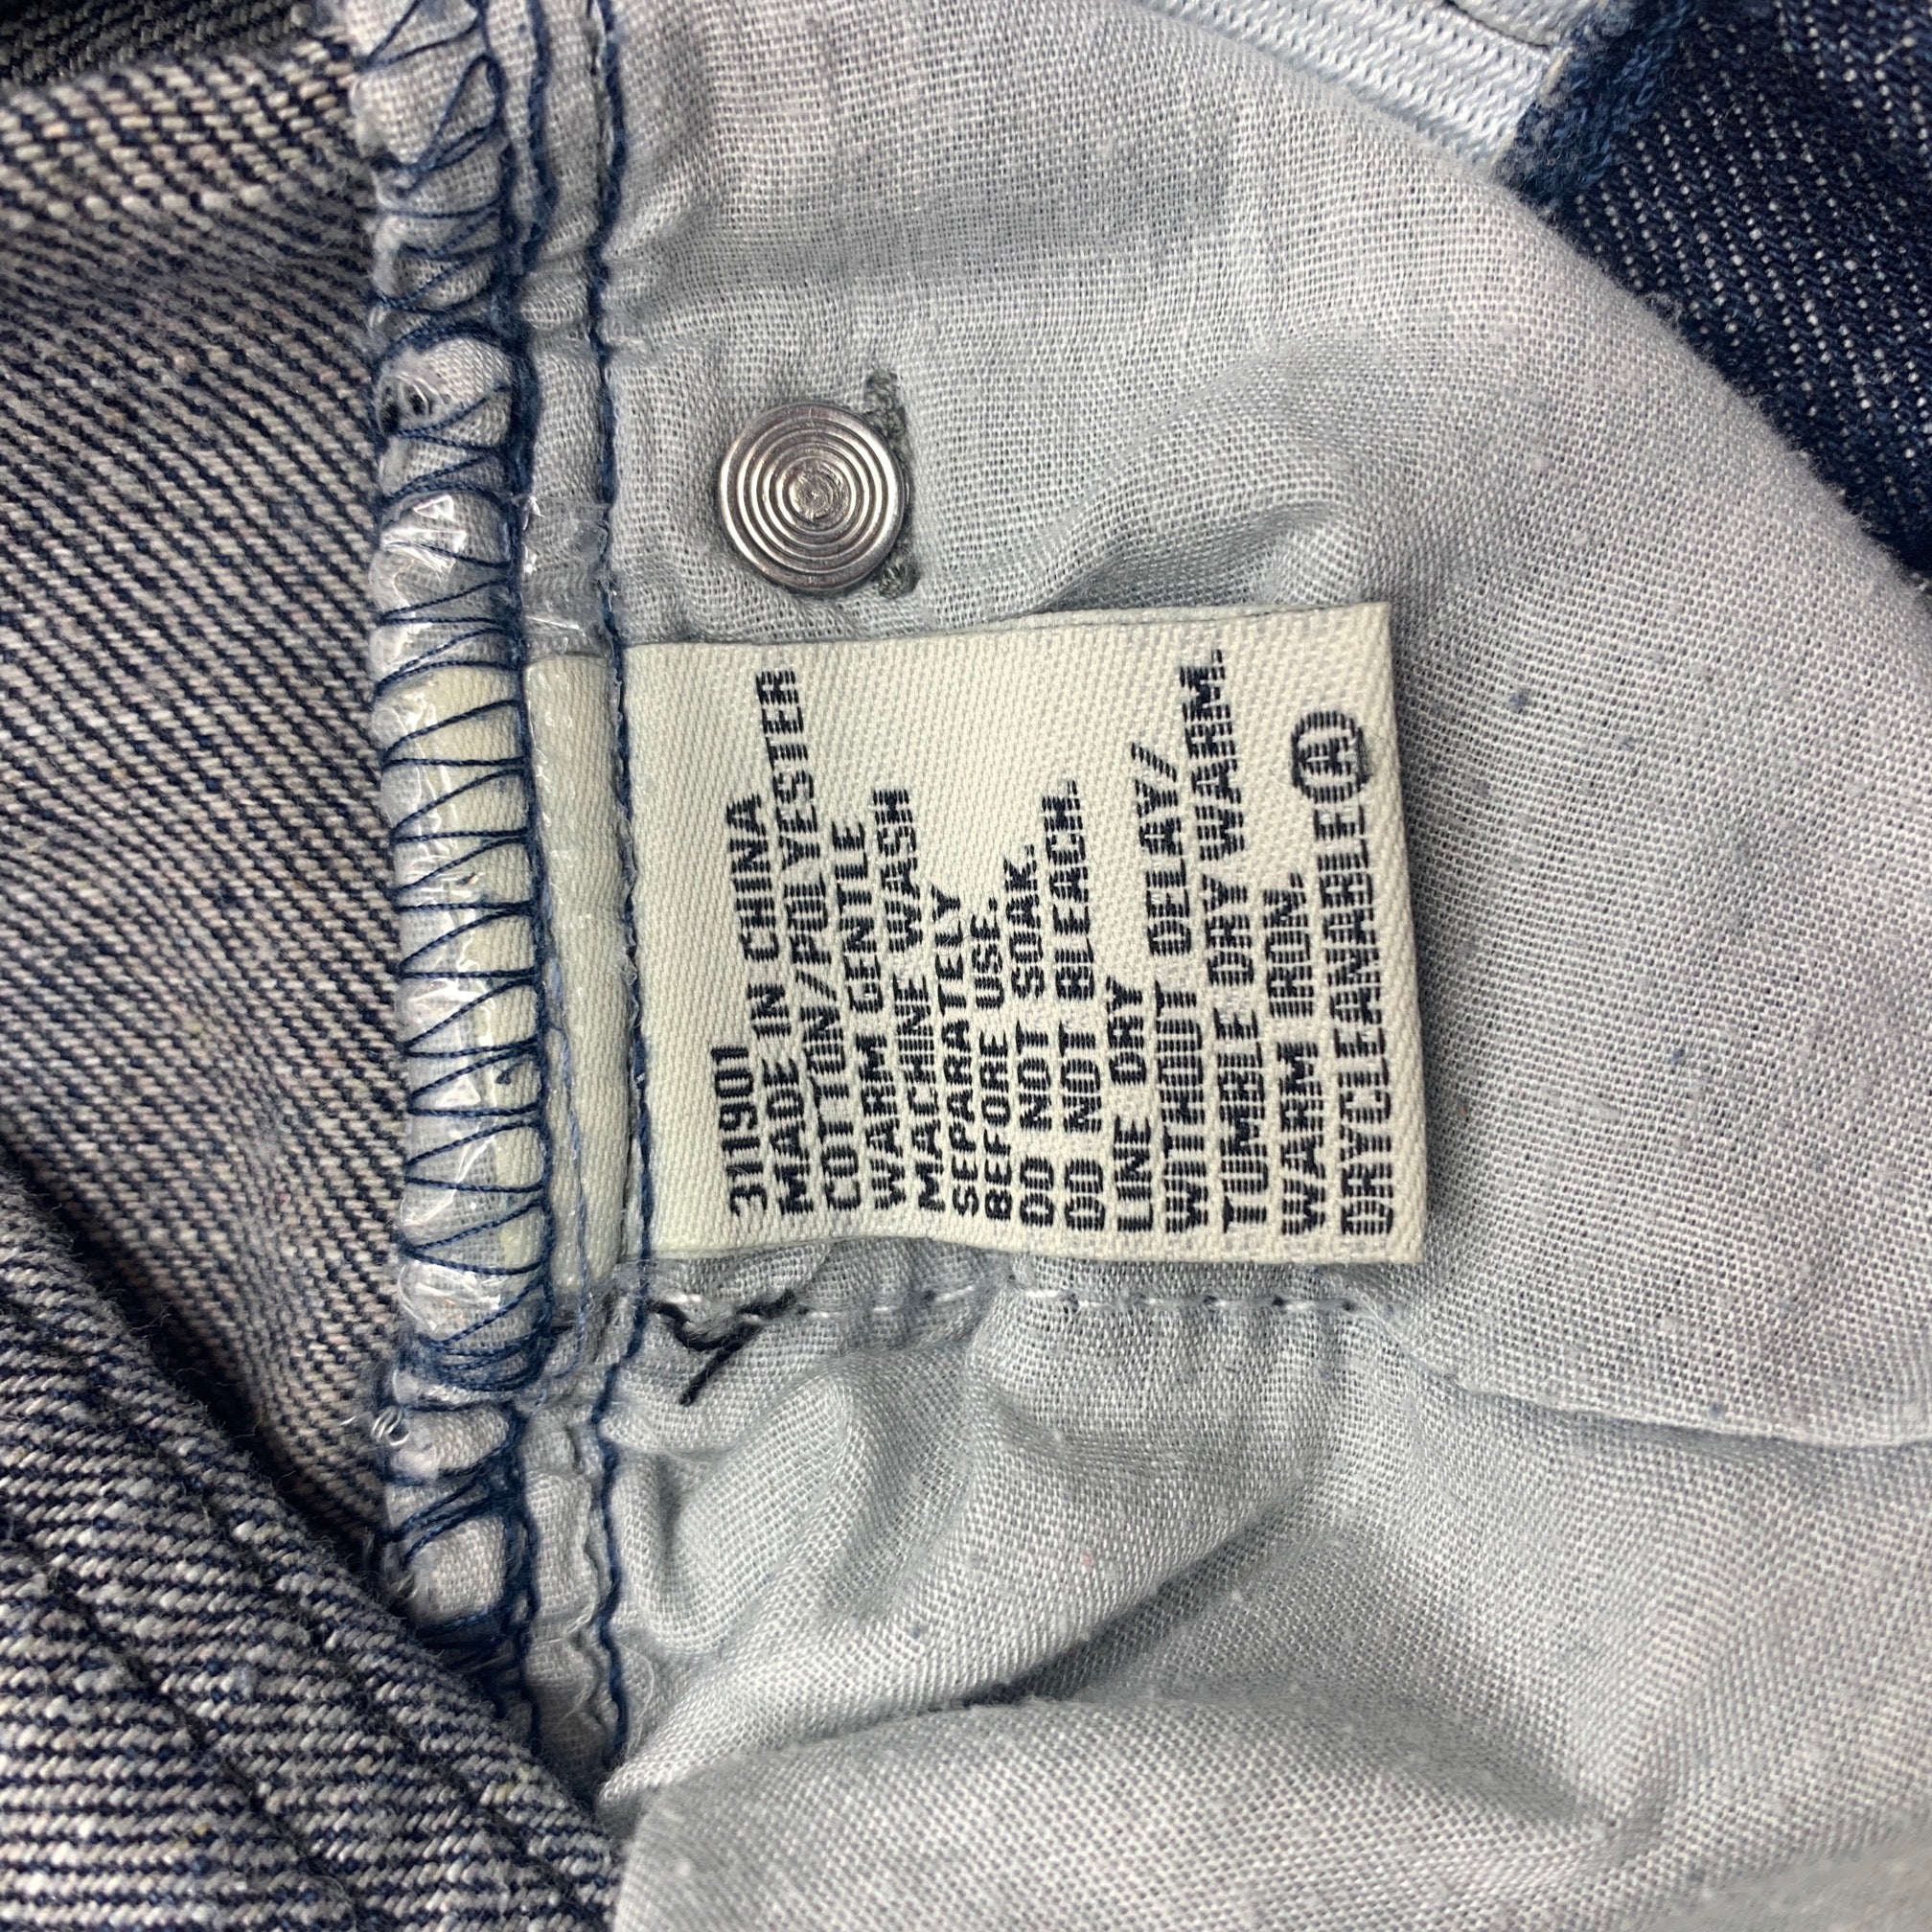 311901
MADE IN CHINA
COTTON/POLYESTER
WARM GENTLE
MACHINE WASH
SEPARATELY
BEFORE USE.
DO NOT SOAK.
DO NOT BLEACH.
LINE DRY
WITHOUT DELAY/
TUMBLE DRY WARM.
WARM IRON.
DRYCLEANABLE Ⓐ